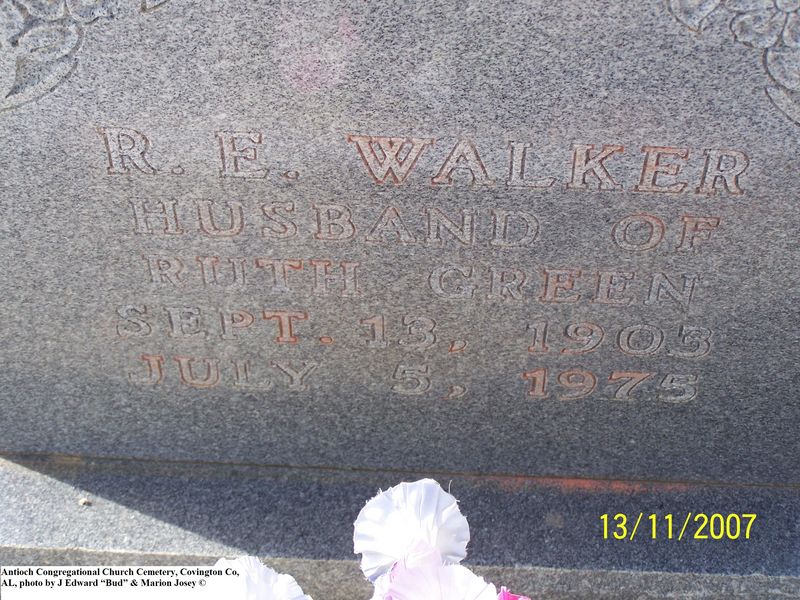 R. E. WALKER
HUSBAND OF
RUTH GREEN
SEPT. 13, 1903
JULY 5, 1975
13/11/2007
Antioch Congregational Church Cemetery, Covington Co,
AL, photo by J Edward “Bud” & Marion Josey ©